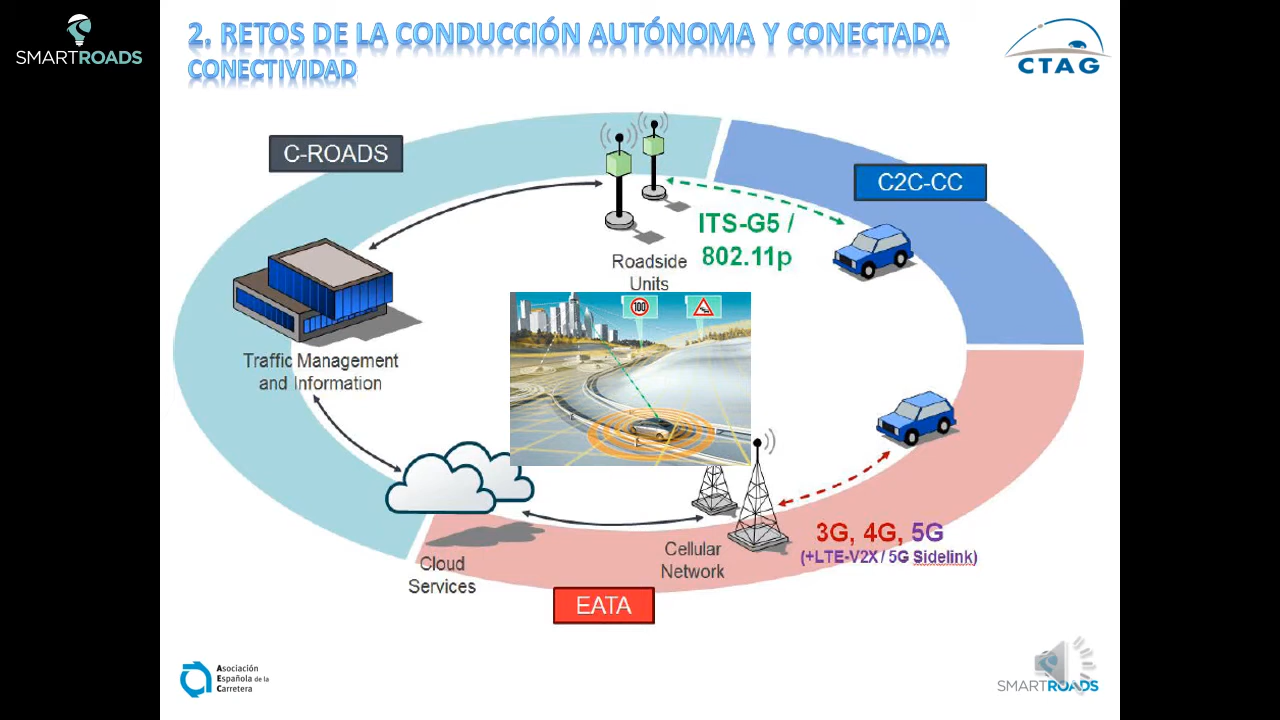 SMARTROADS
2. RETOS DE LA CONDUCCIÓN AUTÓNOMA Y CONECTADA
CONECTIVIDAD
CTAG
C-ROADS
C2C-CC
ITS-G5 /
802.11p
Roadside
Units
100
Traffic Management
and Information
3G, 4G, 5G
(+LTE-V2X / 5G Sidelink)
Cellular
Network
Cloud
Services
EATA
Asociación
Española de la
Carretera
SMARTROADS